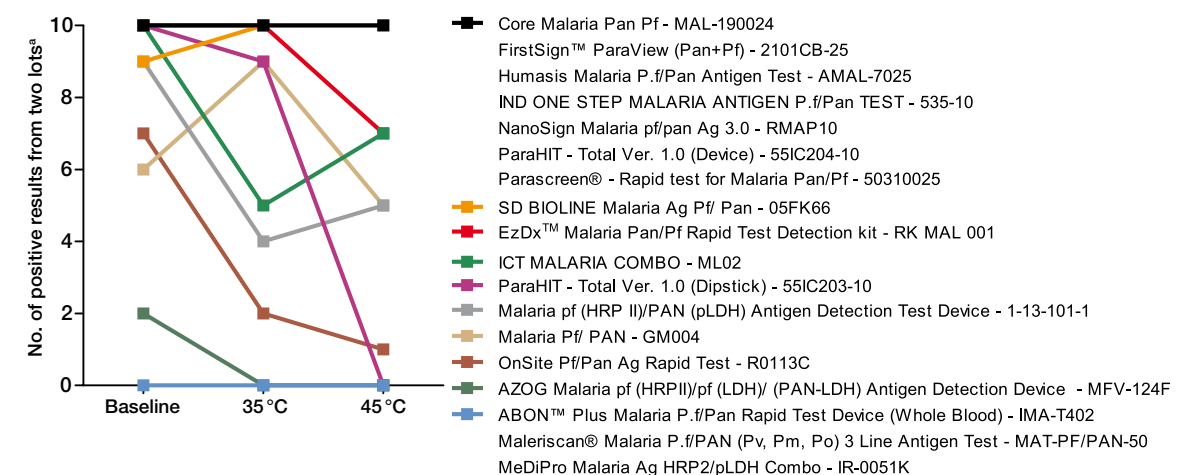 No. of positive results from two lotsᵃ
10
8
6
4
2
0
Baseline
35 °C
45 °C
Core Malaria Pan Pf - MAL-190024
FirstSign™ ParaView (Pan+Pf) - 2101CB-25
Humasis Malaria P.f/Pan Antigen Test - AMAL-7025
IND ONE STEP MALARIA ANTIGEN P.f/Pan TEST - 535-10
NanoSign Malaria pf/pan Ag 3.0 - RMAP10
ParaHIT - Total Ver. 1.0 (Device) - 55IC204-10
Parascreen® - Rapid test for Malaria Pan/Pf - 50310025
SD BIOLINE Malaria Ag Pf/ Pan - 05FK66
EzDx™ Malaria Pan/Pf Rapid Test Detection kit - RK MAL 001
ICT MALARIA COMBO - ML02
ParaHIT - Total Ver. 1.0 (Dipstick) - 55IC203-10
Malaria pf (HRP II)/PAN (pLDH) Antigen Detection Test Device - 1-13-101-1
Malaria Pf/ PAN - GM004
OnSite Pf/Pan Ag Rapid Test - R0113C
AZOG Malaria pf (HRPII)/pf (LDH)/ (PAN-LDH) Antigen Detection Device - MFV-124F
ABON™ Plus Malaria P.f/Pan Rapid Test Device (Whole Blood) - IMA-T402
Maleriscan® Malaria P.f/PAN (Pv, Pm, Po) 3 Line Antigen Test - MAT-PF/PAN-50
MeDiPro Malaria Ag HRP2/pLDH Combo - IR-0051K